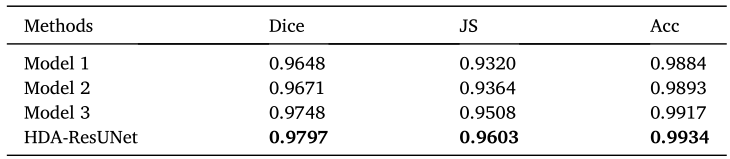 Methods Dice JS Acc
Model 1 0.9648 0.9320 0.9884
Model 2 0.9671 0.9364 0.9893
Model 3 0.9748 0.9508 0.9917
HDA-ResUNet 0.9797 0.9603 0.9934